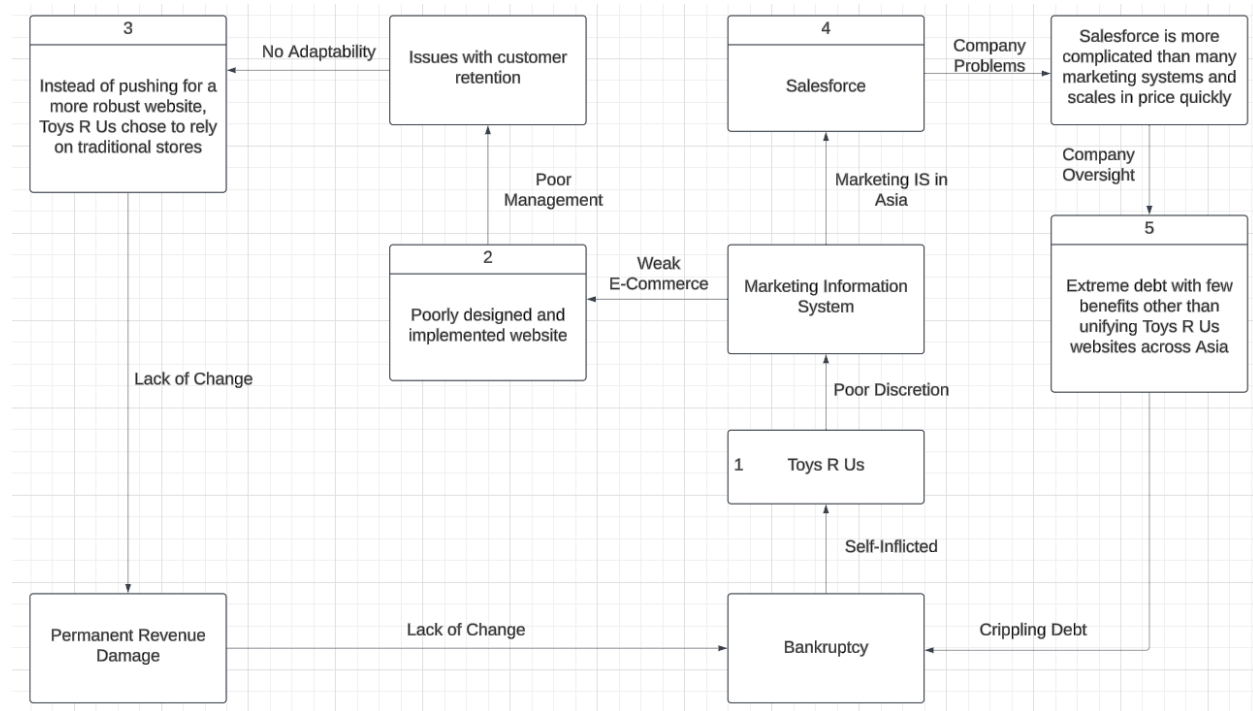 3
Instead of pushing for a
more robust website,
Toys R Us chose to rely
on traditional stores
No Adaptability
Issues with customer
retention
4
Salesforce
Company
Problems
Salesforce is more
complicated than many
marketing systems and
scales in price quickly
Poor
Management
Marketing IS in
Asia
Company
Oversight
2
Poorly designed and
implemented website
Weak
E-Commerce
Marketing Information
System
5
Extreme debt with few
benefits other than
unifying Toys R Us
websites across Asia
Lack of Change
Poor Discretion
1
Toys R Us
Self-Inflicted
Permanent Revenue
Damage
Lack of Change
Bankruptcy
Crippling Debt